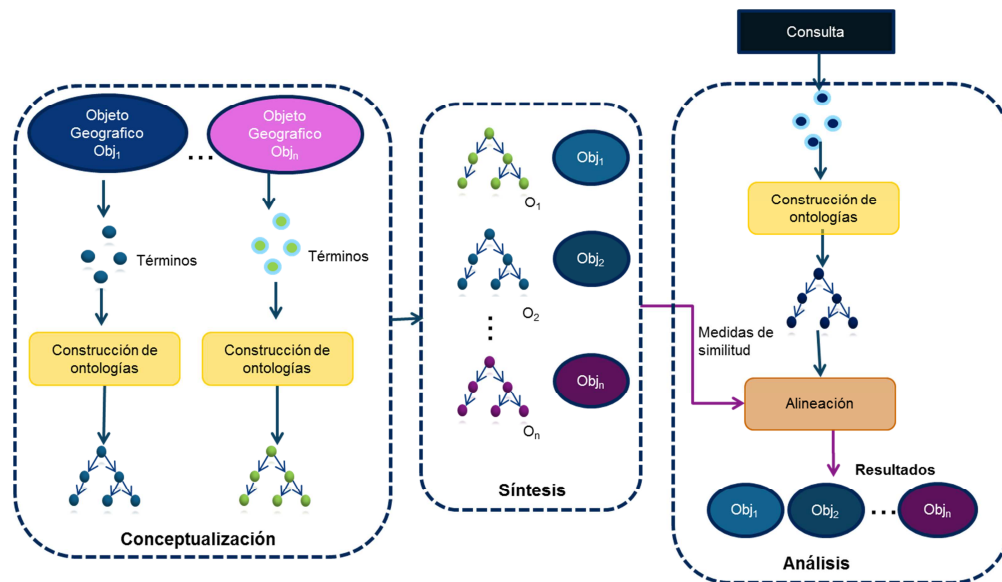 Consulta
Objeto
Geografico
Obj1
...
Objeto
Geografico
Objn
Términos
Términos
Construcción de
ontologías
Construcción de
ontologías
Conceptualización
Obj1
O1
Obj2
O2
Objn
On
Síntesis
Construcción de
ontologías
Medidas de
similitud
Alineación
Resultados
Obj1
Obj2
...
Objn
Análisis